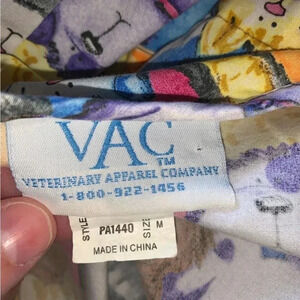 VAC™
VETERINARY APPAREL COMPANY
1-800-922-1456
STYLE PA1440 SIZE M
MADE IN CHINA